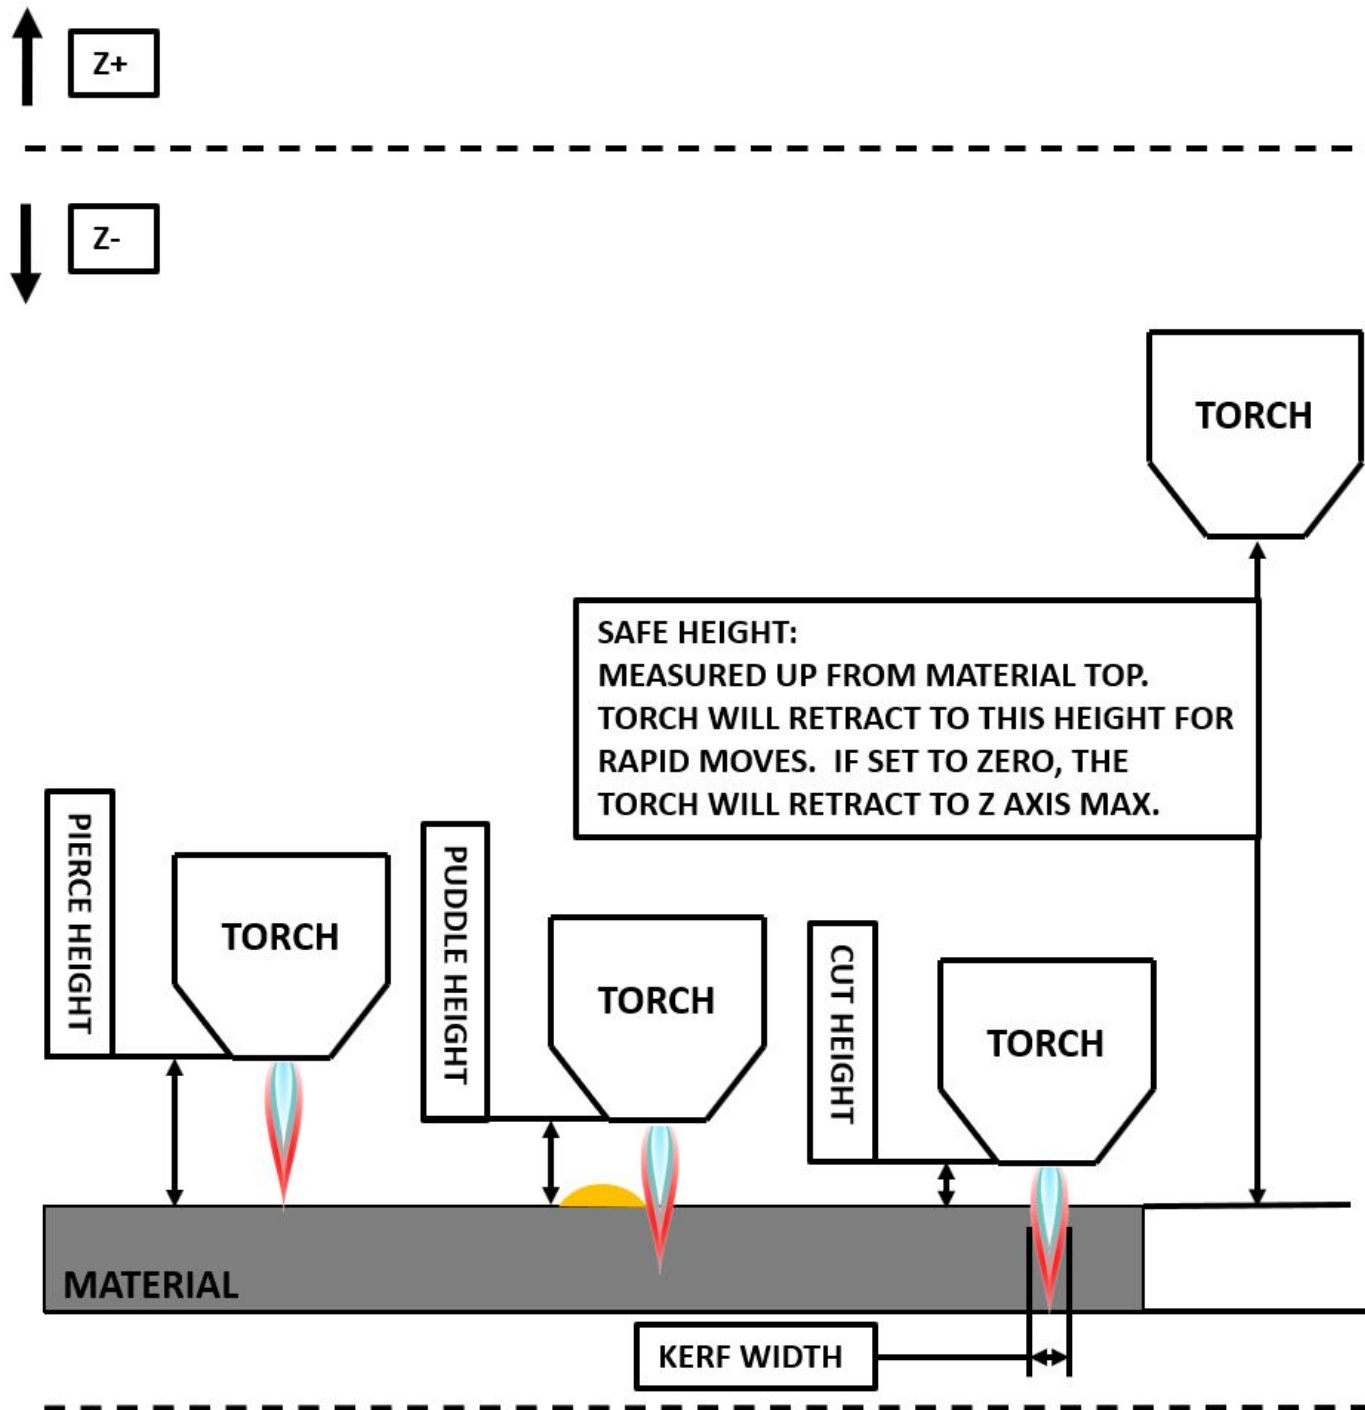 Z+
Z-
TORCH
SAFE HEIGHT:
MEASURED UP FROM MATERIAL TOP.
TORCH WILL RETRACT TO THIS HEIGHT FOR
RAPID MOVES.  IF SET TO ZERO, THE
TORCH WILL RETRACT TO Z AXIS MAX.
PIERCE HEIGHT
TORCH
PUDDLE HEIGHT
TORCH
CUT HEIGHT
TORCH
MATERIAL
KERF WIDTH